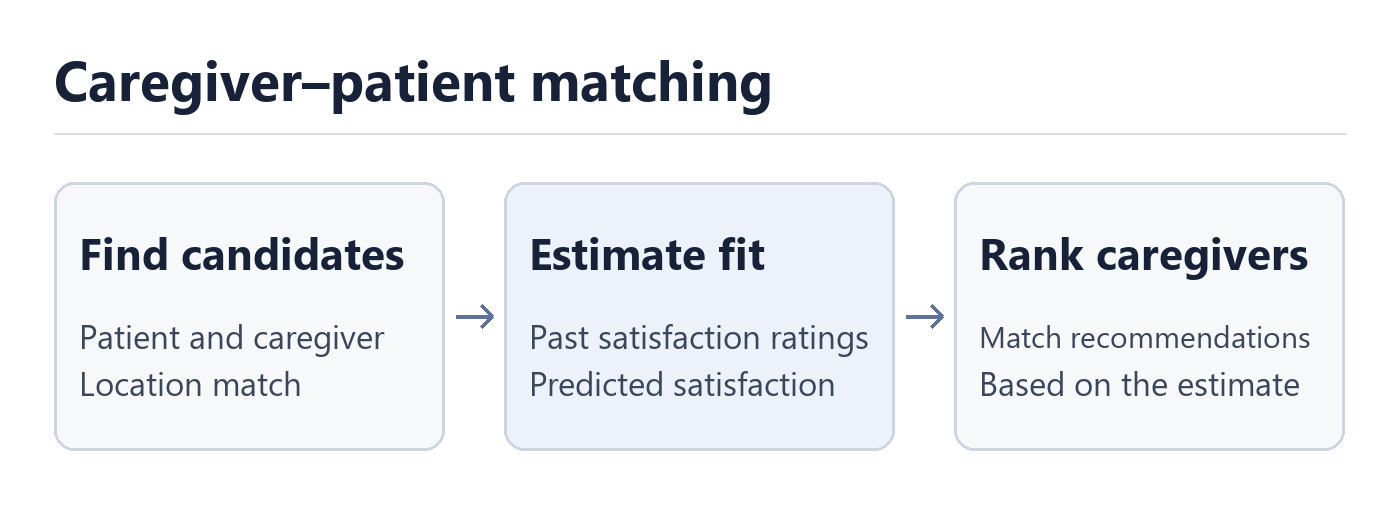 Caregiver–patient matching
Find candidates
Patient and caregiver
Location match
Estimate fit
Past satisfaction ratings
Predicted satisfaction
Rank caregivers
Match recommendations
Based on the estimate